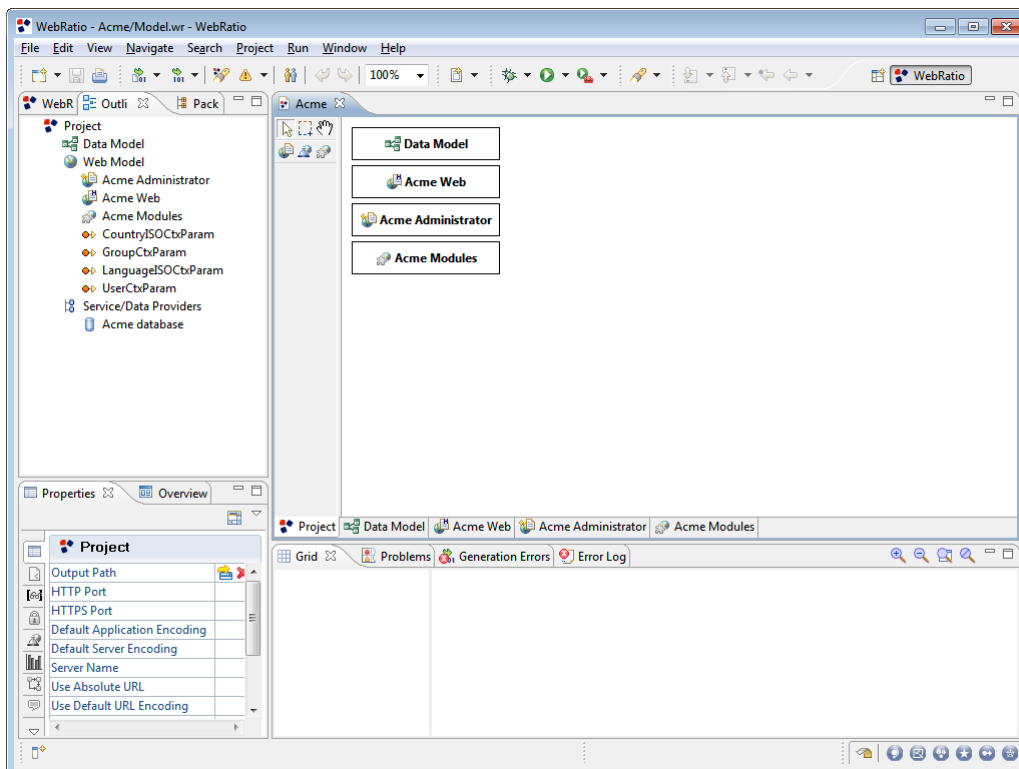 WebRatio - Acme/Model.wr - WebRatio
File Edit View Navigate Search Project Run Window Help
100%
WebRatio
WebR Outli Pack
Project
Data Model
Web Model
Acme Administrator
Acme Web
Acme Modules
CountryISOCtxParam
GroupCtxParam
LanguageISOCtxParam
UserCtxParam
Service/Data Providers
Acme database
Acme
Data Model
Acme Web
Acme Administrator
Acme Modules
Project Data Model Acme Web Acme Administrator Acme Modules
Properties Overview
Project
Output Path
HTTP Port
HTTPS Port
Default Application Encoding
Default Server Encoding
Server Name
Use Absolute URL
Use Default URL Encoding
Grid Problems Generation Errors Error Log